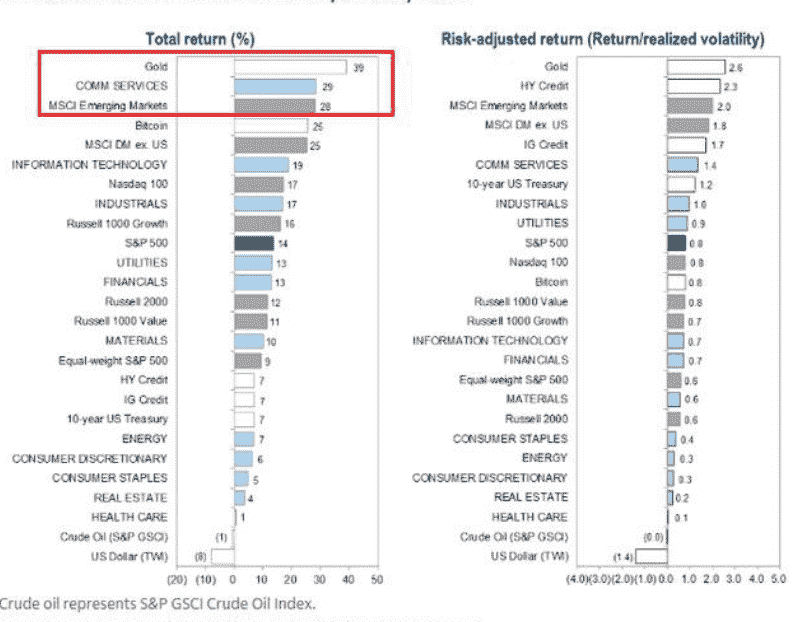 Total return (%)
Gold 39
COMM SERVICES 29
MSCI Emerging Markets 28
Bitcoin 25
MSCI DM ex. US 25
INFORMATION TECHNOLOGY 19
Nasdaq 100 17
INDUSTRIALS 17
Russell 1000 Growth 16
S&P 500 14
UTILITIES 13
FINANCIALS 13
Russell 2000 12
Russell 1000 Value 11
MATERIALS 10
Equal-weight S&P 500 9
HY Credit 7
IG Credit 7
10-year US Treasury 7
ENERGY 7
CONSUMER DISCRETIONARY 6
CONSUMER STAPLES 5
REAL ESTATE 4
HEALTH CARE 1
Crude Oil (S&P GSCI) (1)
US Dollar (TWI) (8)
(20) (10) 0 10 20 30 40 50
Risk-adjusted return (Return/realized volatility)
Gold 2.6
HY Credit 2.3
MSCI Emerging Markets 2.0
MSCI DM ex. US 1.8
IG Credit 1.7
COMM SERVICES 1.4
10-year US Treasury 1.2
INDUSTRIALS 1.0
UTILITIES 0.9
S&P 500 0.8
Nasdaq 100 0.8
Bitcoin 0.8
Russell 1000 Value 0.8
Russell 1000 Growth 0.7
INFORMATION TECHNOLOGY 0.7
FINANCIALS 0.7
Equal-weight S&P 500 0.6
MATERIALS 0.6
Russell 2000 0.6
CONSUMER STAPLES 0.4
ENERGY 0.3
CONSUMER DISCRETIONARY 0.3
REAL ESTATE 0.2
HEALTH CARE 0.1
Crude Oil (S&P GSCI) (0.0)
US Dollar (TWI) (1.4)
(4.0)(3.0)(2.0)(1.0) 0.0 1.0 2.0 3.0 4.0 5.0
Crude oil represents S&P GSCI Crude Oil Index.